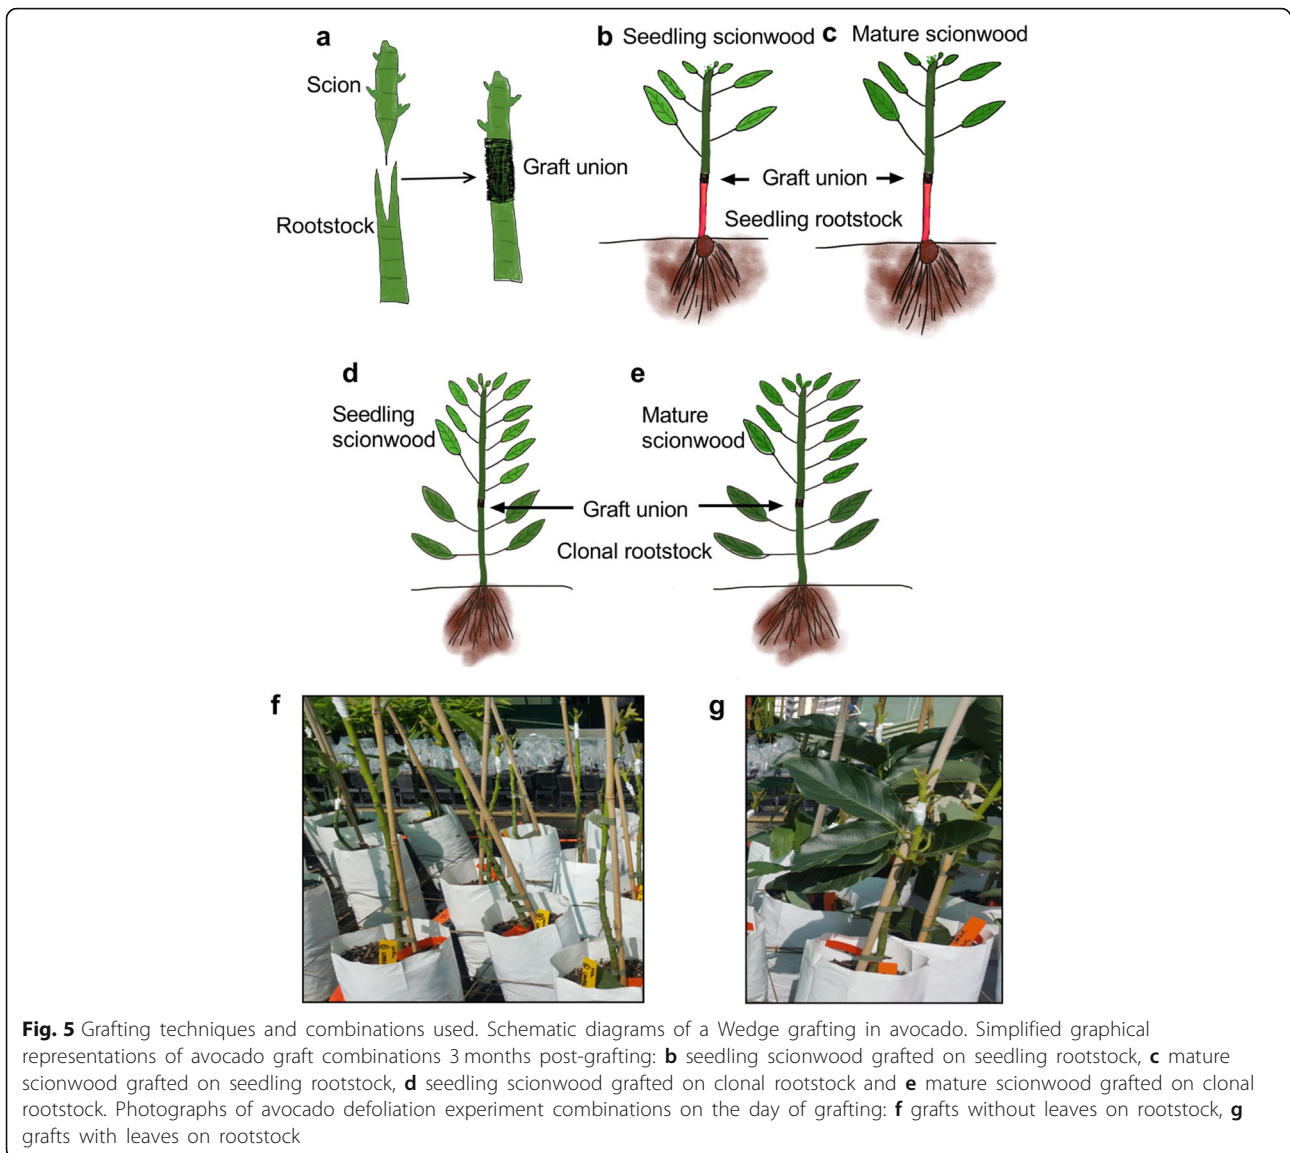 a
Scion
Rootstock
Graft union
b Seedling scionwood
c Mature scionwood
Graft union
Seedling rootstock
d
Seedling
scionwood
e
Mature
scionwood
Graft union
Clonal rootstock
f
g
Fig. 5 Grafting techniques and combinations used. Schematic diagrams of a Wedge grafting in avocado. Simplified graphical
representations of avocado graft combinations 3 months post-grafting: b seedling scionwood grafted on seedling rootstock, c mature
scionwood grafted on seedling rootstock, d seedling scionwood grafted on clonal rootstock and e mature scionwood grafted on clonal
rootstock. Photographs of avocado defoliation experiment combinations on the day of grafting: f grafts without leaves on rootstock, g
grafts with leaves on rootstock